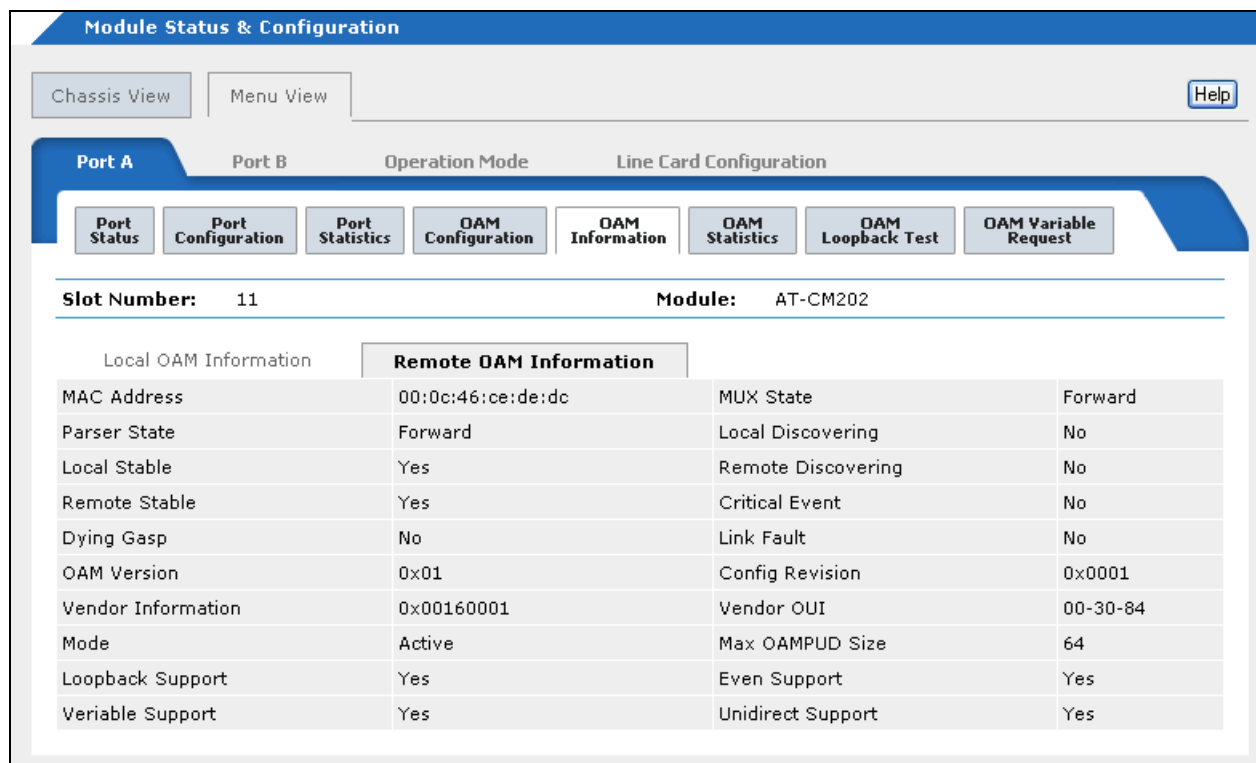 Module Status & Configuration
Chassis View Menu View Help
Port A Port B Operation Mode Line Card Configuration
Port Status Port Configuration Port Statistics OAM Configuration OAM Information OAM Statistics OAM Loopback Test OAM Variable Request
Slot Number: 11 Module: AT-CM202
Local OAM Information Remote OAM Information
MAC Address 00:0c:46:ce:de:dc MUX State Forward
Parser State Forward Local Discovering No
Local Stable Yes Remote Discovering No
Remote Stable Yes Critical Event No
Dying Gasp No Link Fault No
OAM Version 0x01 Config Revision 0x0001
Vendor Information 0x00160001 Vendor OUI 00-30-84
Mode Active Max OAMPUD Size 64
Loopback Support Yes Even Support Yes
Veriable Support Yes Unidirect Support Yes